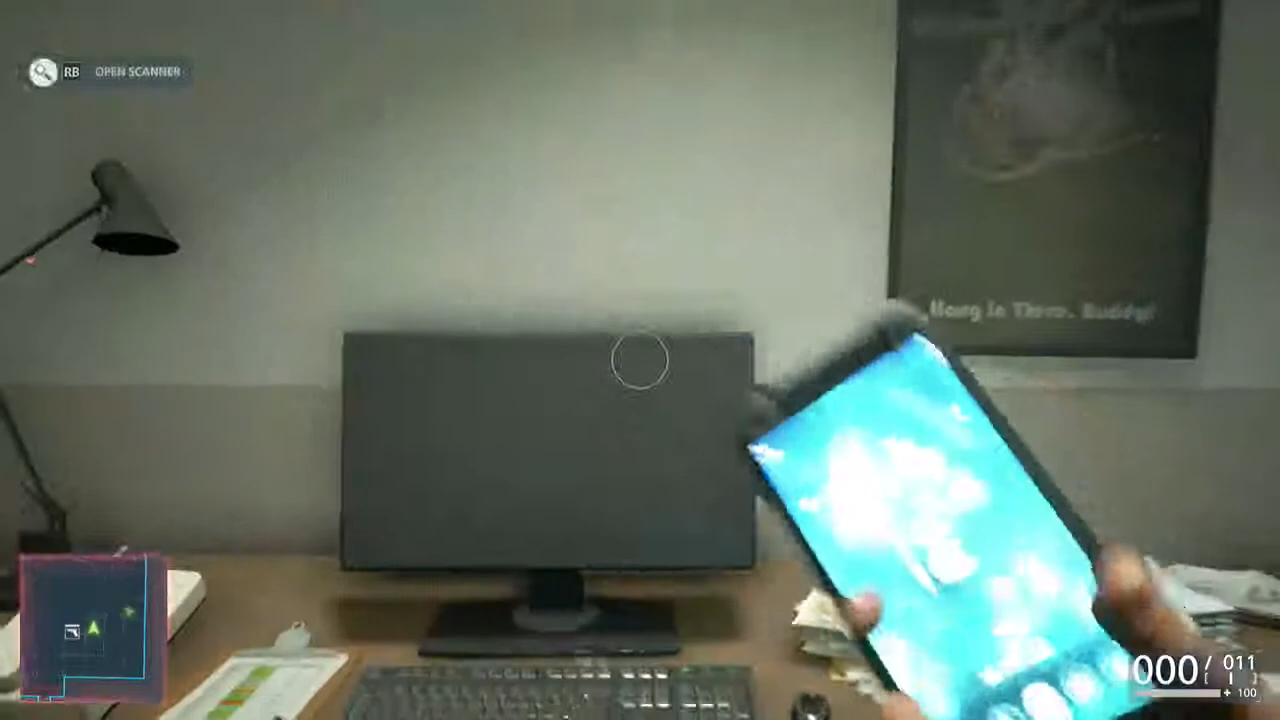 RB OPEN SCANNER
Hang in There, Buddy!
000 / 011
+ 100